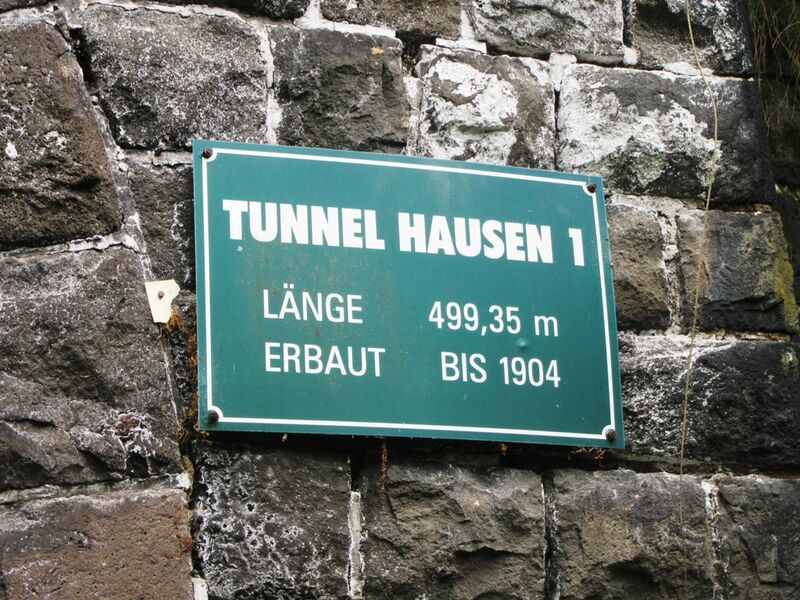 TUNNEL HAUSEN 1
LÄNGE 499,35 m
ERBAUT BIS 1904